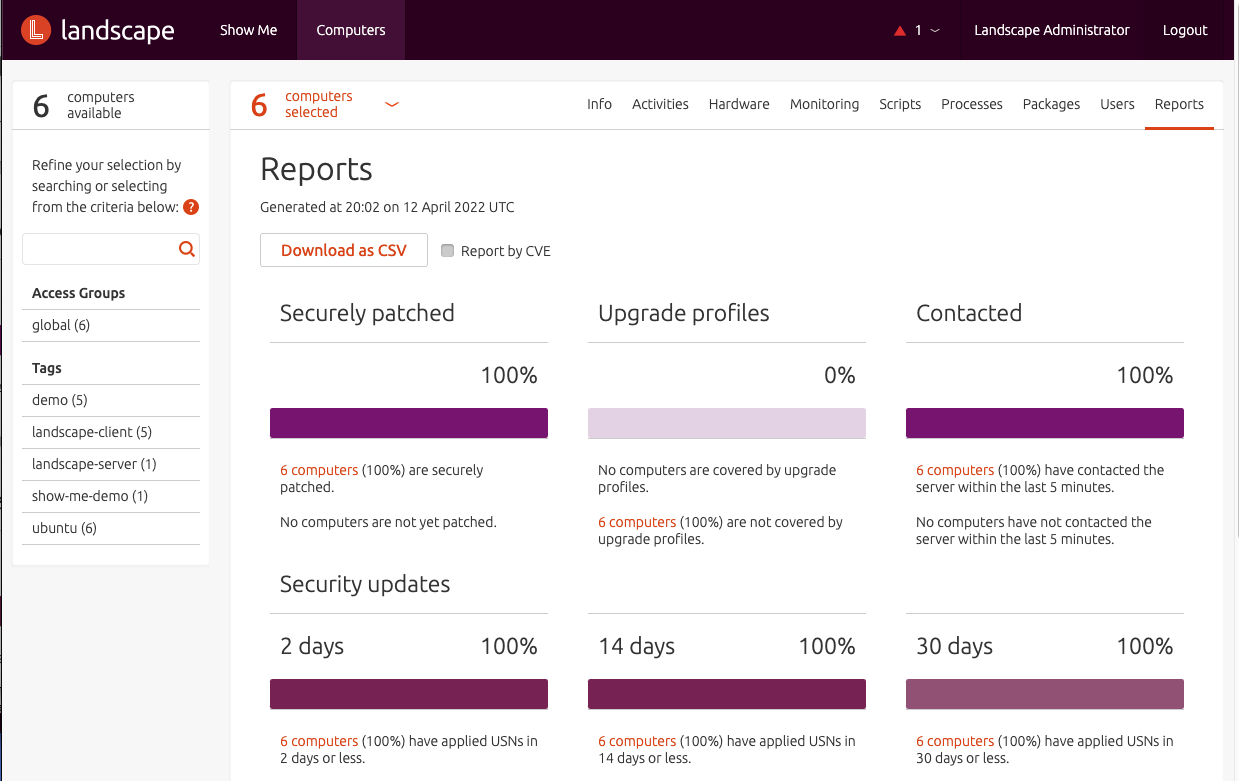 landscape
Show Me
Computers
1
Landscape Administrator
Logout
6
computers
available
Refine your selection by
searching or selecting
from the criteria below: ?
Access Groups
global (6)
Tags
demo (5)
landscape-client (5)
landscape-server (1)
show-me-demo (1)
ubuntu (6)
6
computers
selected
Info
Activities
Hardware
Monitoring
Scripts
Processes
Packages
Users
Reports
Reports
Generated at 20:02 on 12 April 2022 UTC
Download as CSV
Report by CVE
Securely patched
100%
6 computers (100%) are securely
patched.
No computers are not yet patched.
Upgrade profiles
0%
No computers are covered by upgrade
profiles.
6 computers (100%) are not covered by
upgrade profiles.
Contacted
100%
6 computers (100%) have contacted the
server within the last 5 minutes.
No computers have not contacted the
server within the last 5 minutes.
Security updates
2 days
100%
6 computers (100%) have applied USNs in
2 days or less.
14 days
100%
6 computers (100%) have applied USNs in
14 days or less.
30 days
100%
6 computers (100%) have applied USNs in
30 days or less.